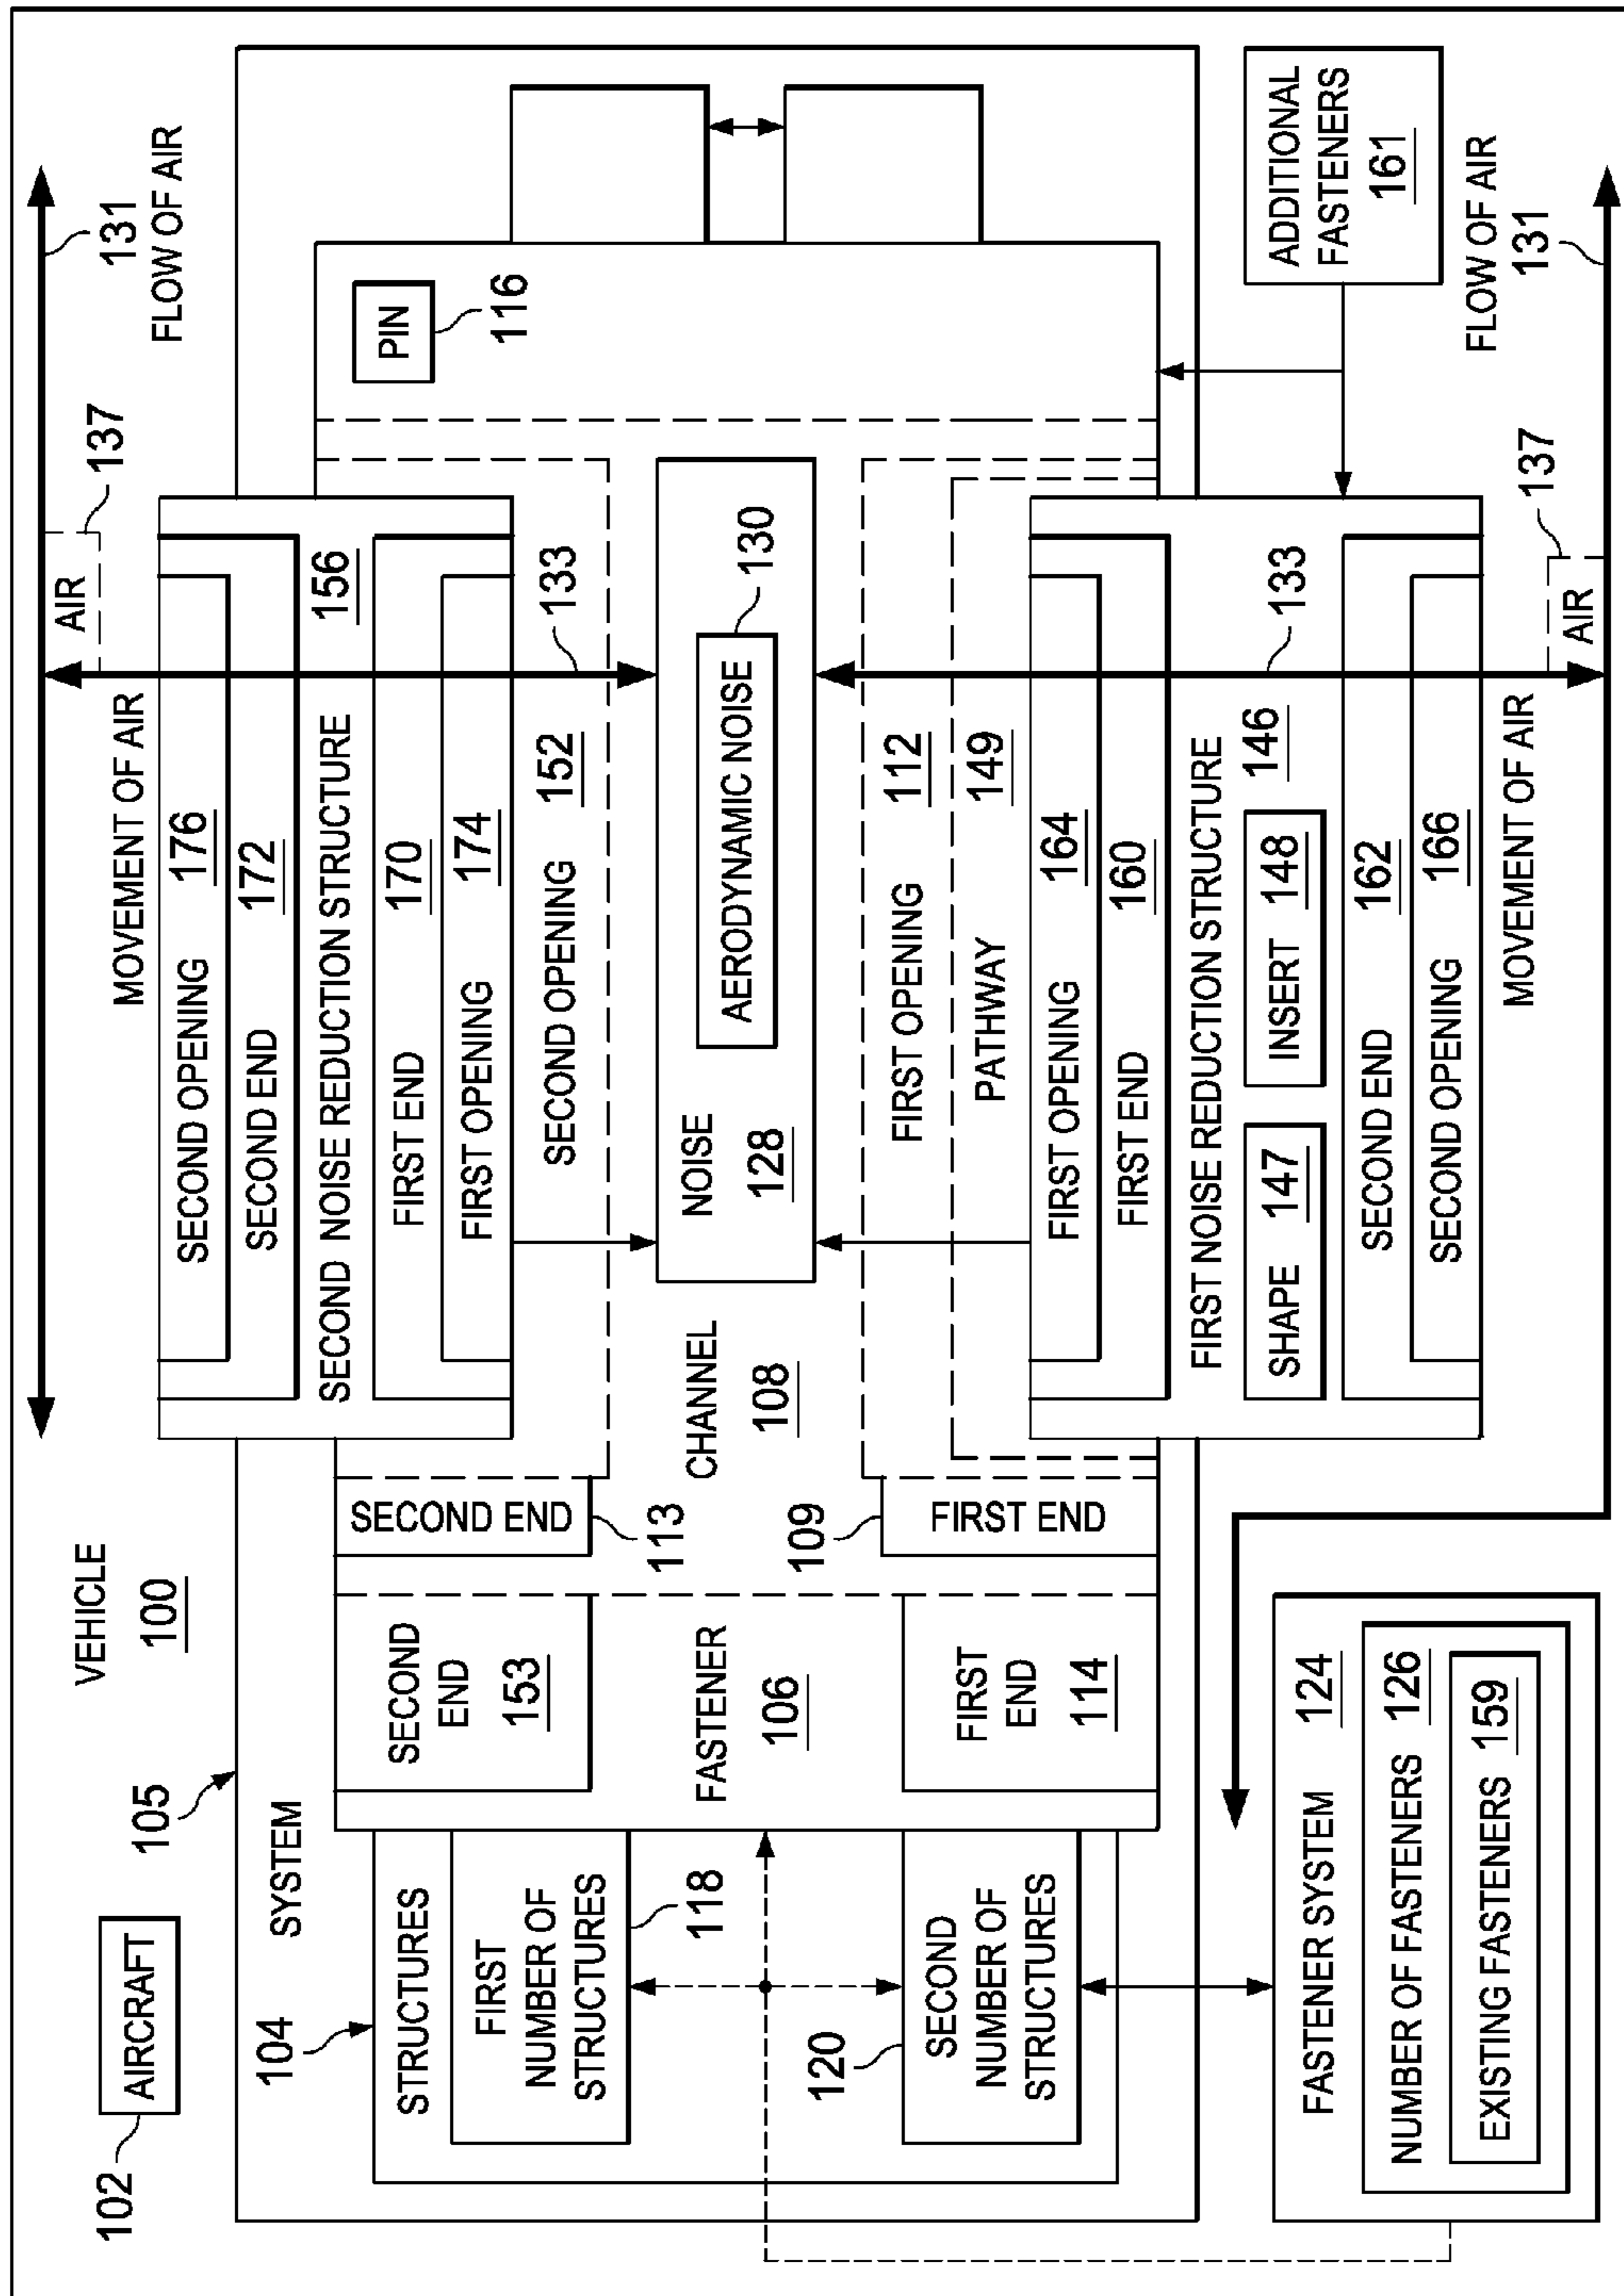 VEHICLE
100
102
AIRCRAFT
105
SYSTEM
104
STRUCTURES
FIRST
NUMBER OF
STRUCTURES
118
120
SECOND
NUMBER OF
STRUCTURES
SECOND
END
153
FASTENER
106
FIRST
END
114
SECOND END
113
109
FIRST END
CHANNEL
108
MOVEMENT OF AIR
AIR
137
131
FLOW OF AIR
SECOND OPENING 176
SECOND END 172
SECOND NOISE REDUCTION STRUCTURE 156
FIRST END 170
FIRST OPENING 174
SECOND OPENING 152
133
NOISE
128
AERODYNAMIC NOISE
130
FIRST OPENING 112
PATHWAY 149
FIRST OPENING 164
FIRST END 160
FIRST NOISE REDUCTION STRUCTURE 146
133
SHAPE 147
INSERT 148
SECOND END 162
SECOND OPENING 166
MOVEMENT OF AIR
AIR
137
PIN
116
ADDITIONAL
FASTENERS
161
FLOW OF AIR
131
FASTENER SYSTEM 124
NUMBER OF FASTENERS 126
EXISTING FASTENERS 159